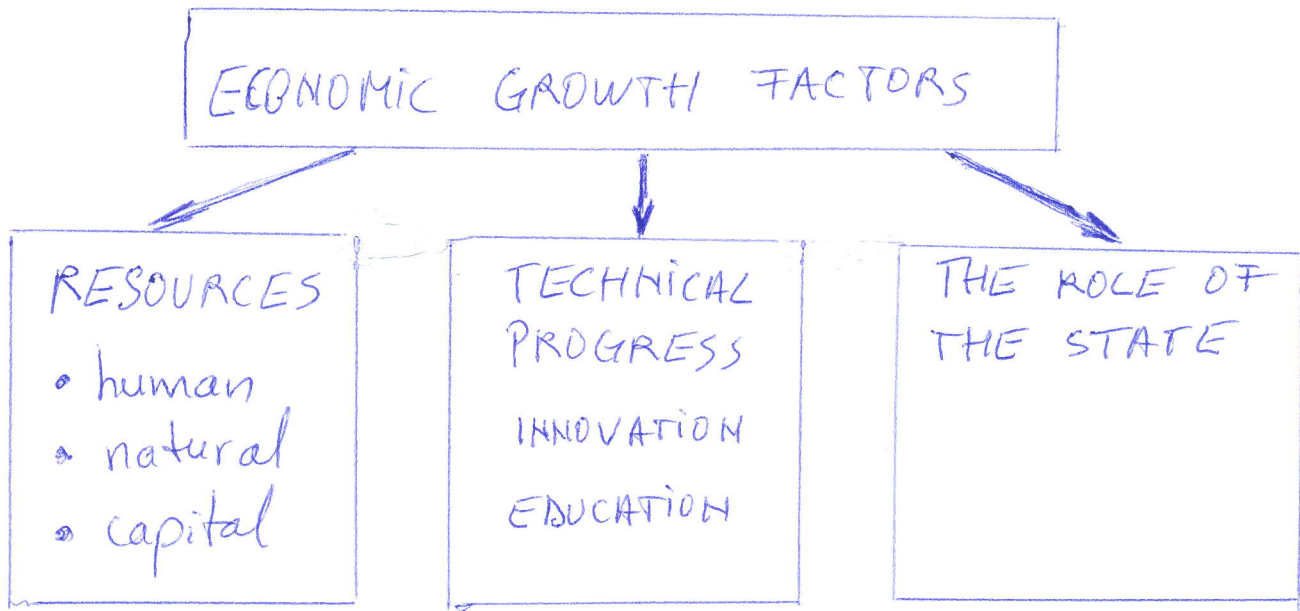 ECONOMIC GROWTH FACTORS
RESOURCES
• human
• natural
• capital
TECHNICAL
PROGRESS
INNOVATION
EDUCATION
THE ROLE OF
THE STATE